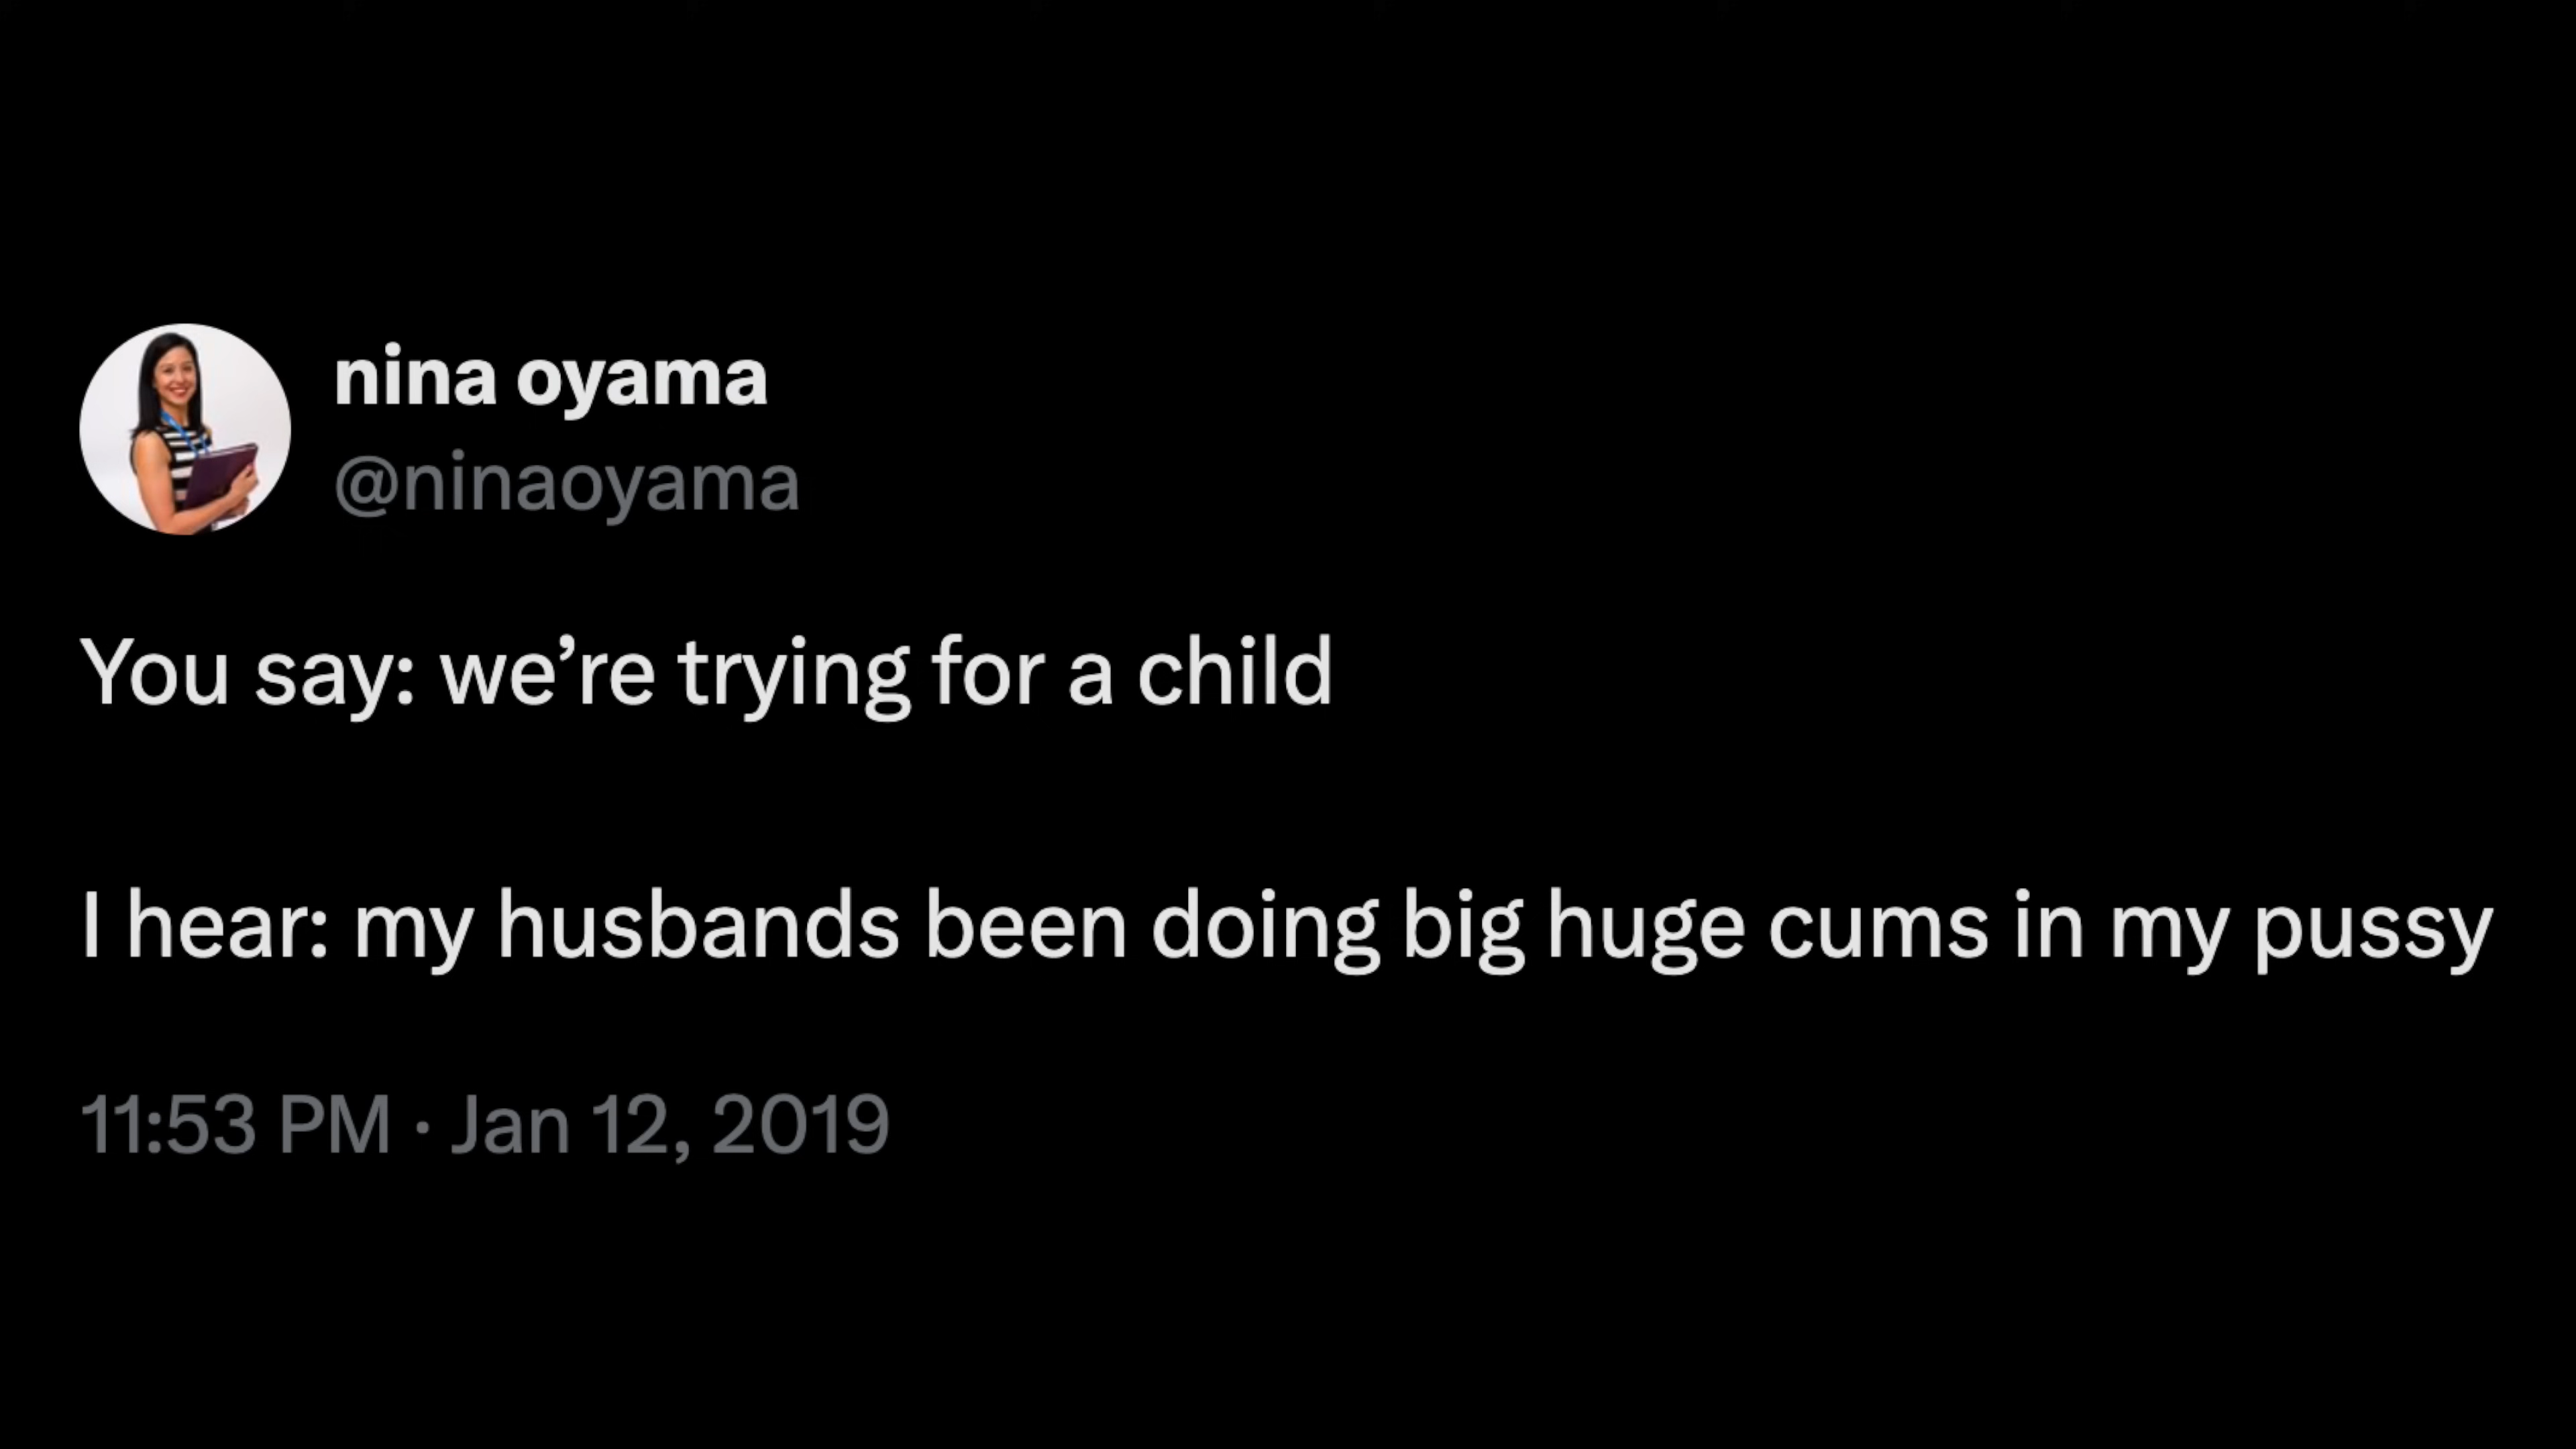 nina oyama
@ninaoyama
You say: we’re trying for a child
I hear: my husbands been doing big huge cums in my pussy
11:53 PM · Jan 12, 2019